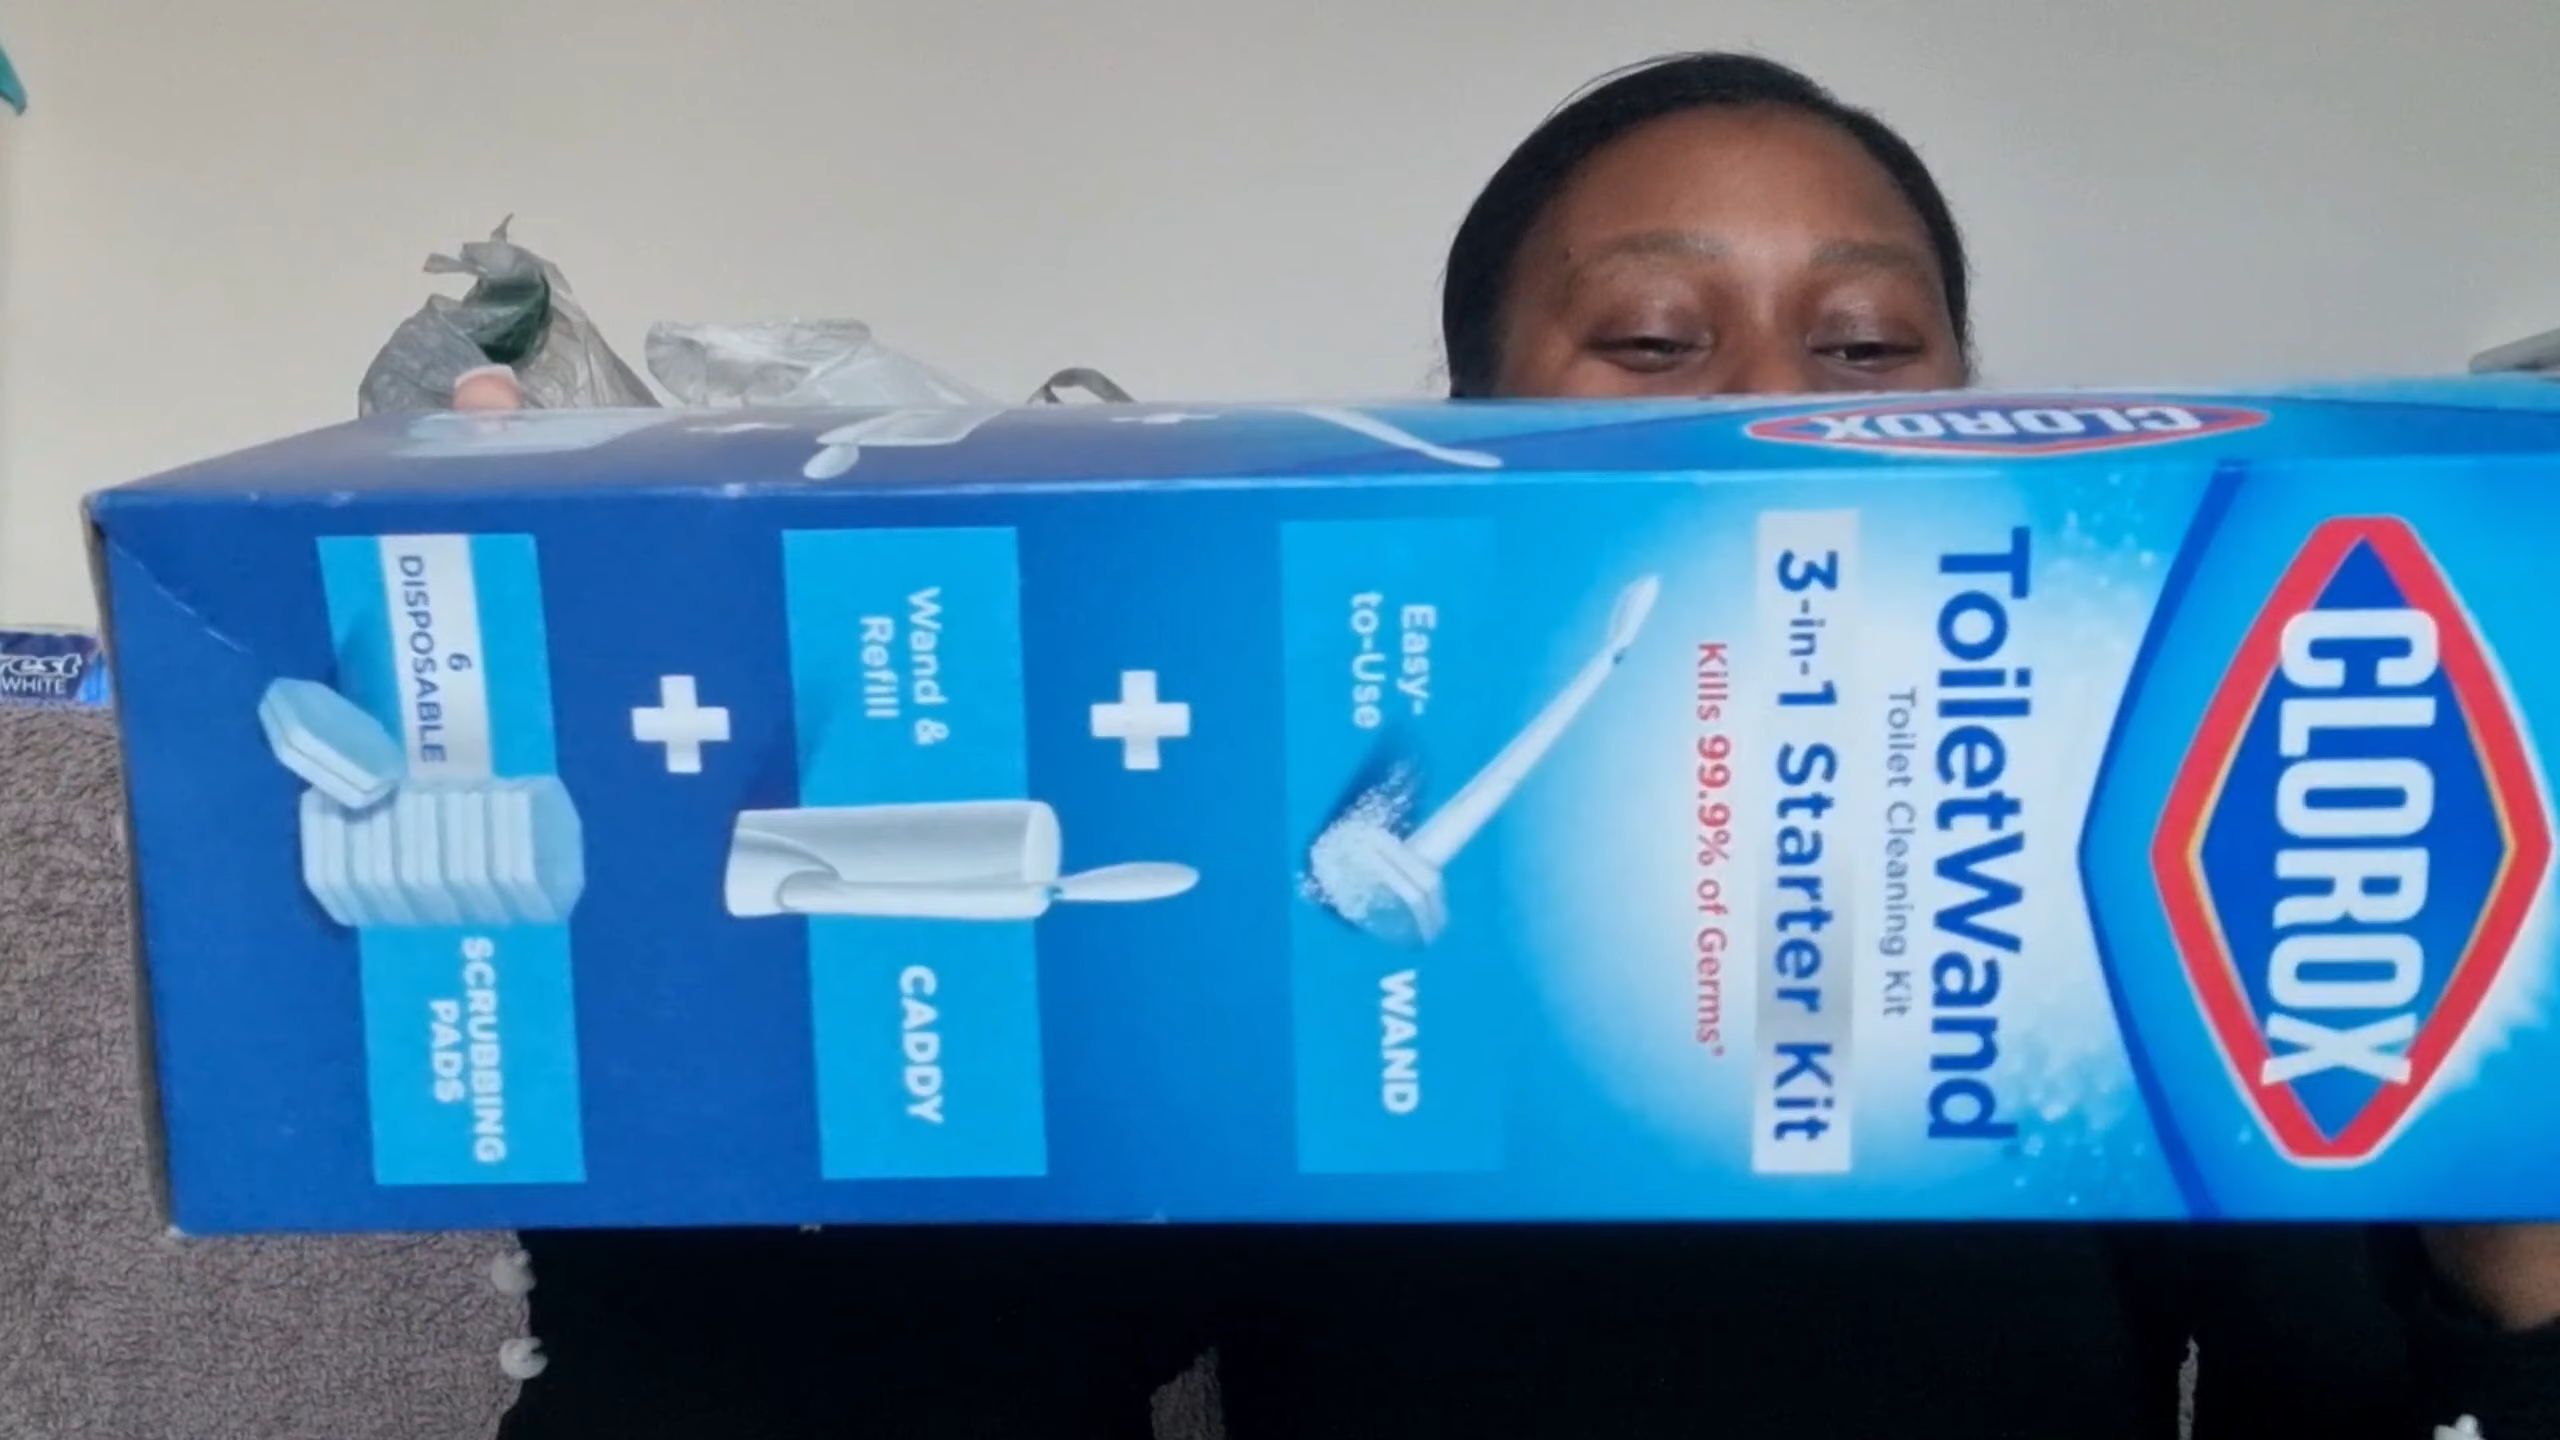 CLOROX
CLOROX
ToiletWand
Toilet Cleaning Kit
3-in-1 Starter Kit
Kills 99.9% of Germs*
Easy-
to-Use
WAND
Wand &
Refill
CADDY
6
DISPOSABLE
SCRUBBING
PADS
rest
WHITE